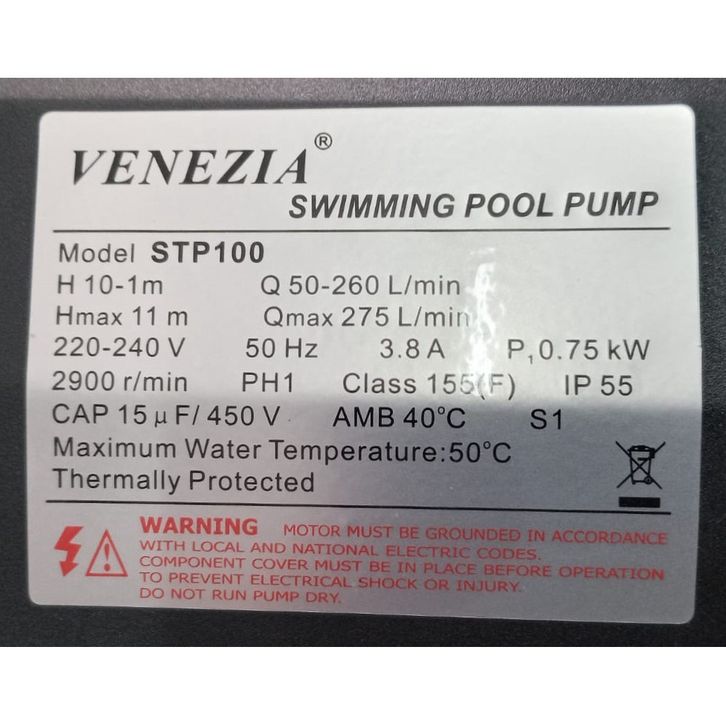 VENEZIA®
SWIMMING POOL PUMP
Model STP100
H 10-1m Q 50-260 L/min
Hmax 11 m Qmax 275 L/min
220-240 V 50 Hz 3.8 A P₁ 0.75 kW
2900 r/min PH1 Class 155(F) IP 55
CAP 15 μF/ 450 V AMB 40°C S1
Maximum Water Temperature:50°C
Thermally Protected
WARNING MOTOR MUST BE GROUNDED IN ACCORDANCE
WITH LOCAL AND NATIONAL ELECTRIC CODES.
COMPONENT COVER MUST BE IN PLACE BEFORE OPERATION
TO PREVENT ELECTRICAL SHOCK OR INJURY.
DO NOT RUN PUMP DRY.